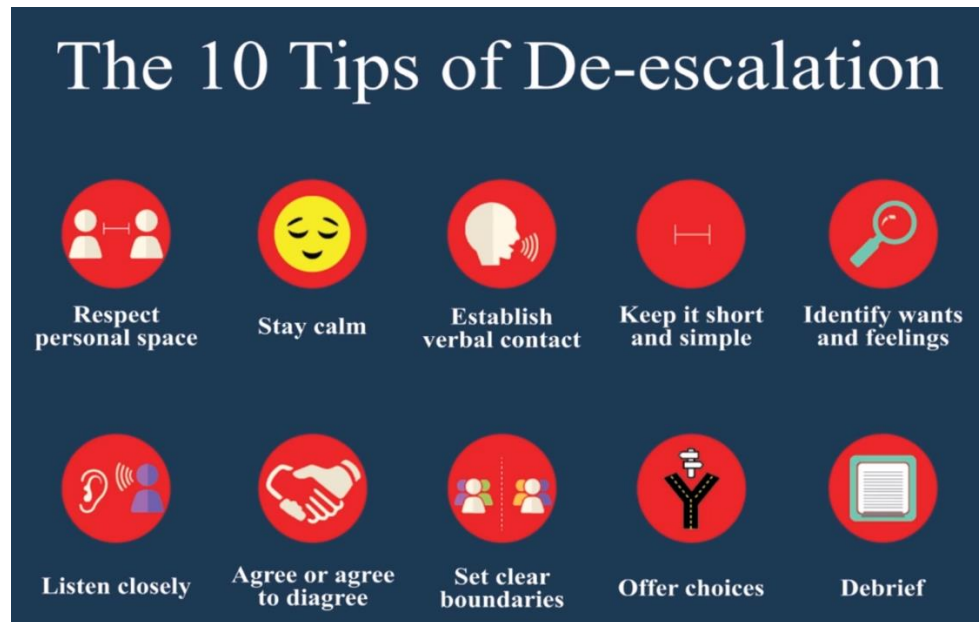 The 10 Tips of De-escalation
Respect
personal space
Stay calm
Establish
verbal contact
Keep it short
and simple
Identify wants
and feelings
Listen closely
Agree or agree
to diagree
Set clear
boundaries
Offer choices
Debrief